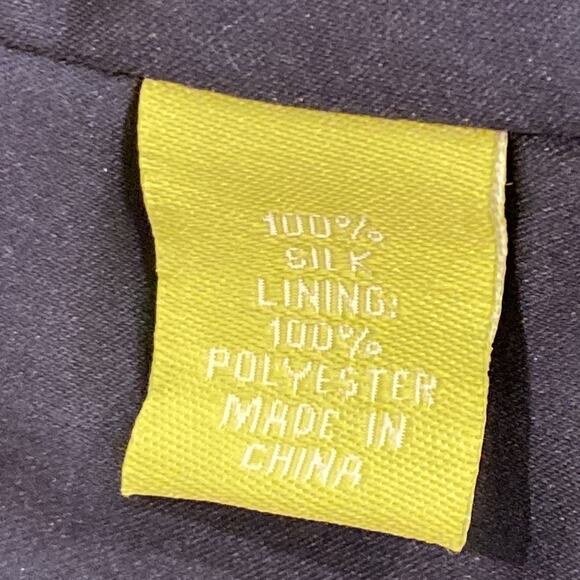 100%
SILK
LINING:
100%
POLYESTER
MADE IN
CHINA